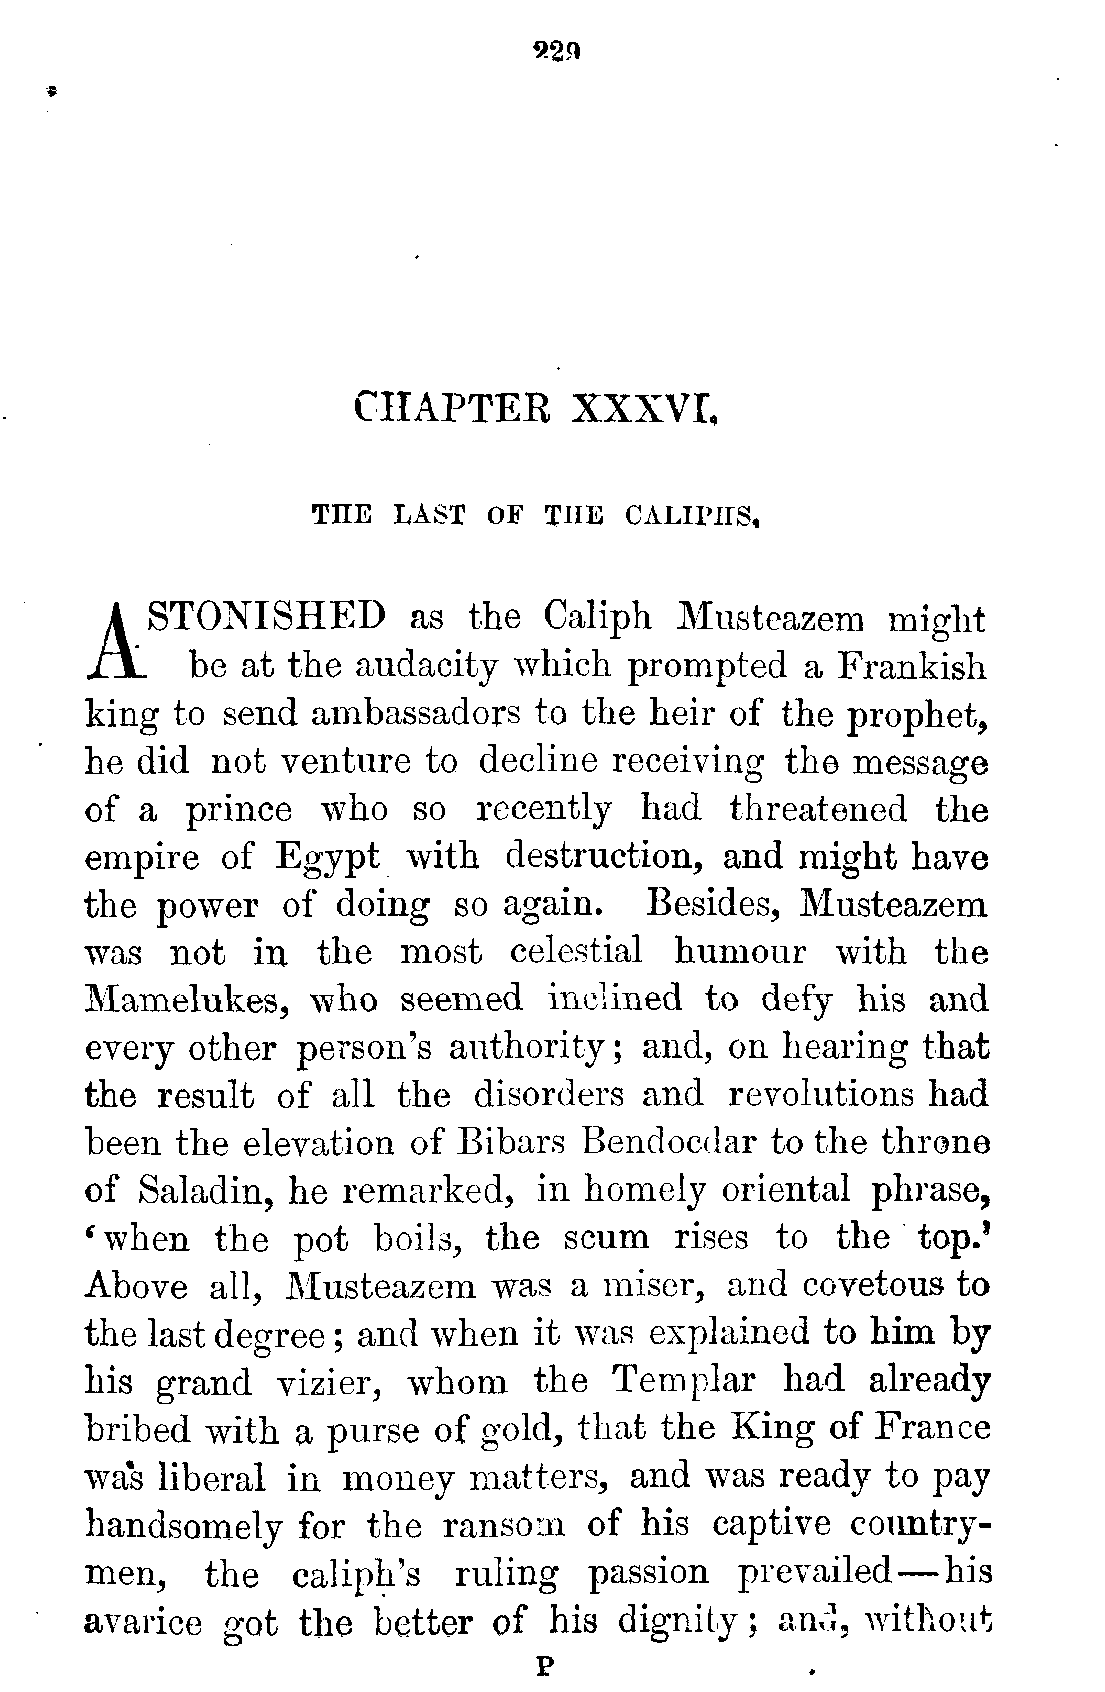 229
CHAPTER XXXVI.
THE LAST OF THE CALIPHS.
ASTONISHED as the Caliph Musteazem might
be at the audacity which prompted a Frankish
king to send ambassadors to the heir of the prophet,
he did not venture to decline receiving the message
of a prince who so recently had threatened the
empire of Egypt with destruction, and might have
the power of doing so again. Besides, Musteazem
was not in the most celestial humour with the
Mamelukes, who seemed inclined to defy his and
every other person's authority; and, on hearing that
the result of all the disorders and revolutions had
been the elevation of Bibars Bendocdar to the throne
of Saladin, he remarked, in homely oriental phrase,
'when the pot boils, the scum rises to the top.'
Above all, Musteazem was a miser, and covetous to
the last degree; and when it was explained to him by
his grand vizier, whom the Templar had already
bribed with a purse of gold, that the King of France
was liberal in money matters, and was ready to pay
handsomely for the ransom of his captive country-
men, the caliph's ruling passion prevailed—his
avarice got the better of his dignity; and, without
P